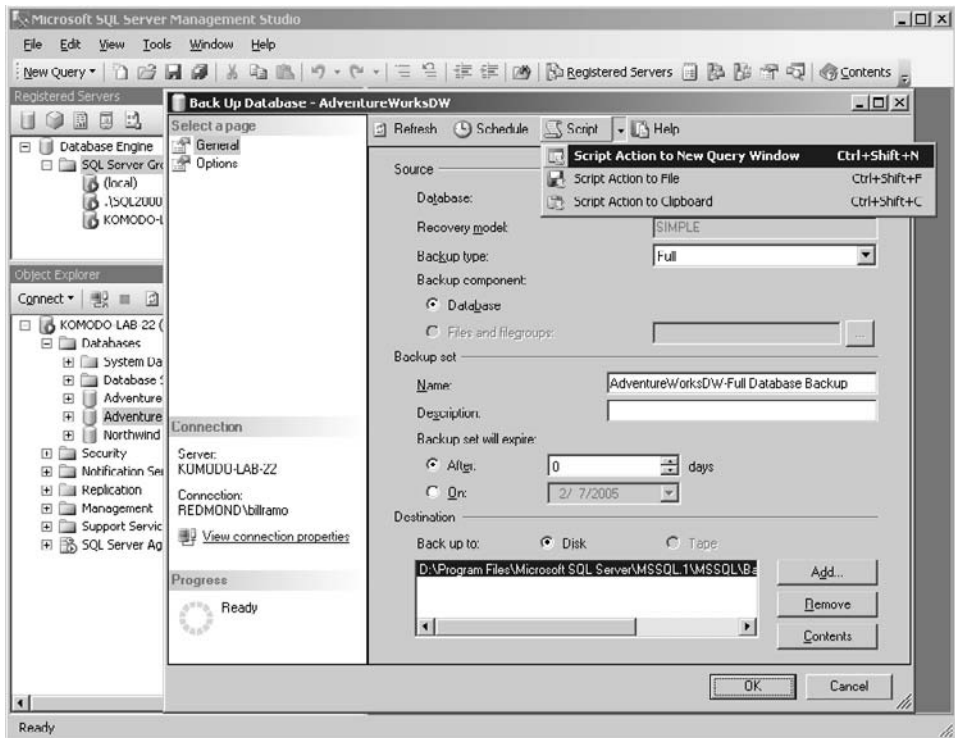 Microsoft SQL Server Management Studio
File Edit View Tools Window Help
New Query Registered Servers Contents
Registered Servers
Database Engine
SQL Server Gro
(local)
.\SQL2000
KOMODO-L
Object Explorer
Connect
KOMODO-LAB-22 (
Databases
System Da
Database S
Adventure
Adventure
Northwind
Security
Notification Ser
Replication
Management
Support Servic
SQL Server Ag
Back Up Database - AdventureWorksDW
Select a page
General
Options
Connection
Server:
KOMODO-LAB-22
Connection:
REDMOND\billramo
View connection properties
Progress
Ready
Refresh Schedule Script Help
Script Action to New Query Window Ctrl+Shift+N
Script Action to File Ctrl+Shift+F
Script Action to Clipboard Ctrl+Shift+C
Source
Database:
Recovery model: SIMPLE
Backup type: Full
Backup component:
Database
Files and filegroups: ...
Backup set
Name: AdventureWorksDW-Full Database Backup
Description:
Backup set will expire:
After: 0 days
On: 2/ 7/2005
Destination
Back up to: Disk Tape
D:\Program Files\Microsoft SQL Server\MSSQL.1\MSSQL\Ba
Add...
Remove
Contents
OK Cancel
Ready